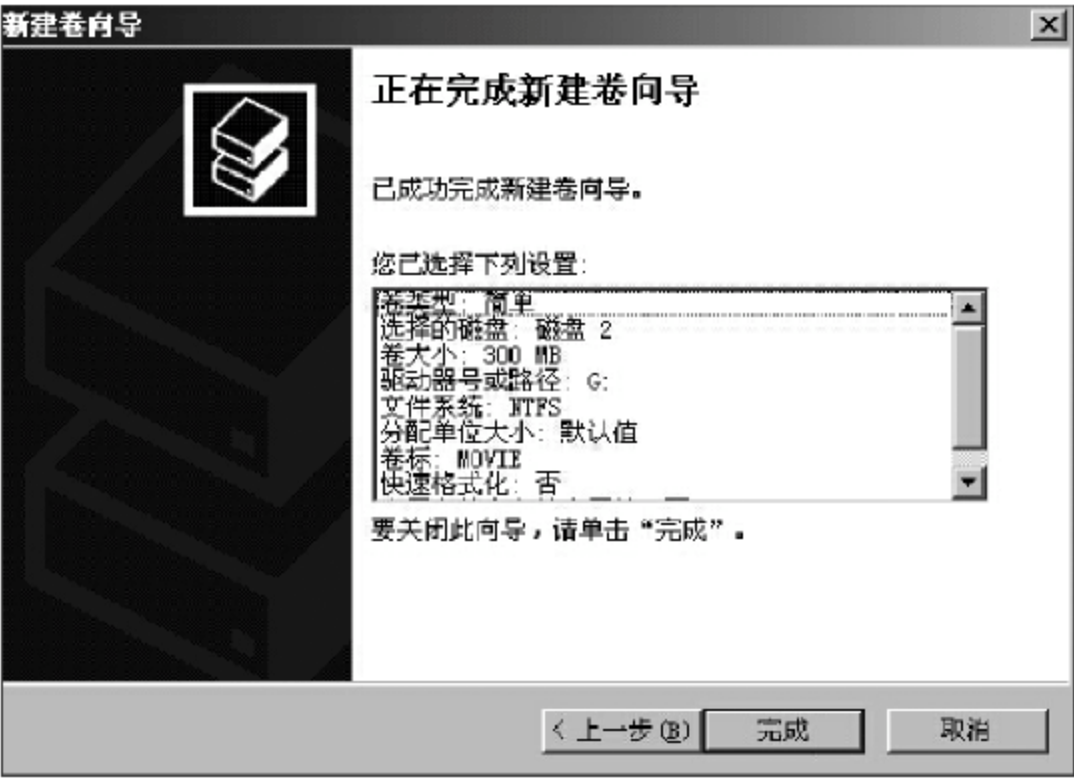 新建卷向导
正在完成新建卷向导
已成功完成新建卷向导。
您已选择下列设置:
卷类型: 简单
选择的磁盘: 磁盘 2
卷大小: 300 MB
驱动器号或路径: G:
文件系统: NTFS
分配单位大小: 默认值
卷标: MOVIE
快速格式化: 否
要关闭此向导，请单击“完成”。
< 上一步(B)
完成
取消